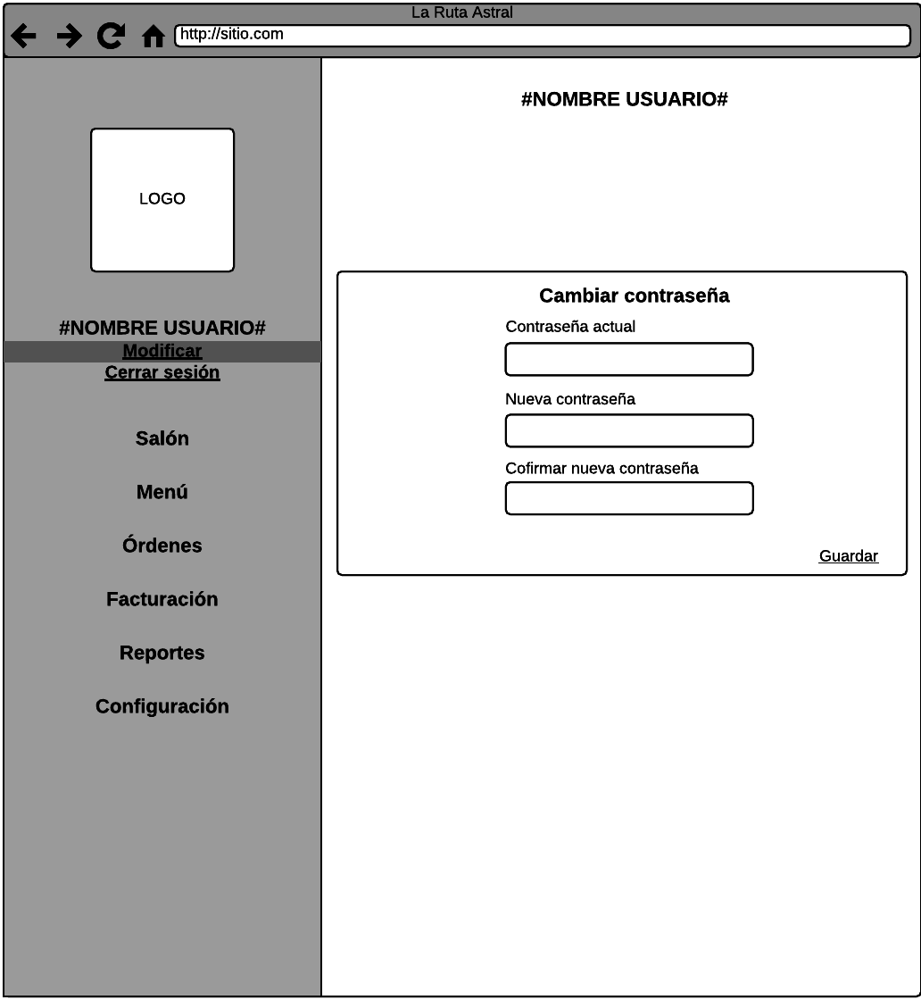 La Ruta Astral
http://sitio.com
#NOMBRE USUARIO#
LOGO
#NOMBRE USUARIO#
Modificar
Cerrar sesión
Salón
Menú
Órdenes
Facturación
Reportes
Configuración
Cambiar contraseña
Contraseña actual
Nueva contraseña
Cofirmar nueva contraseña
Guardar